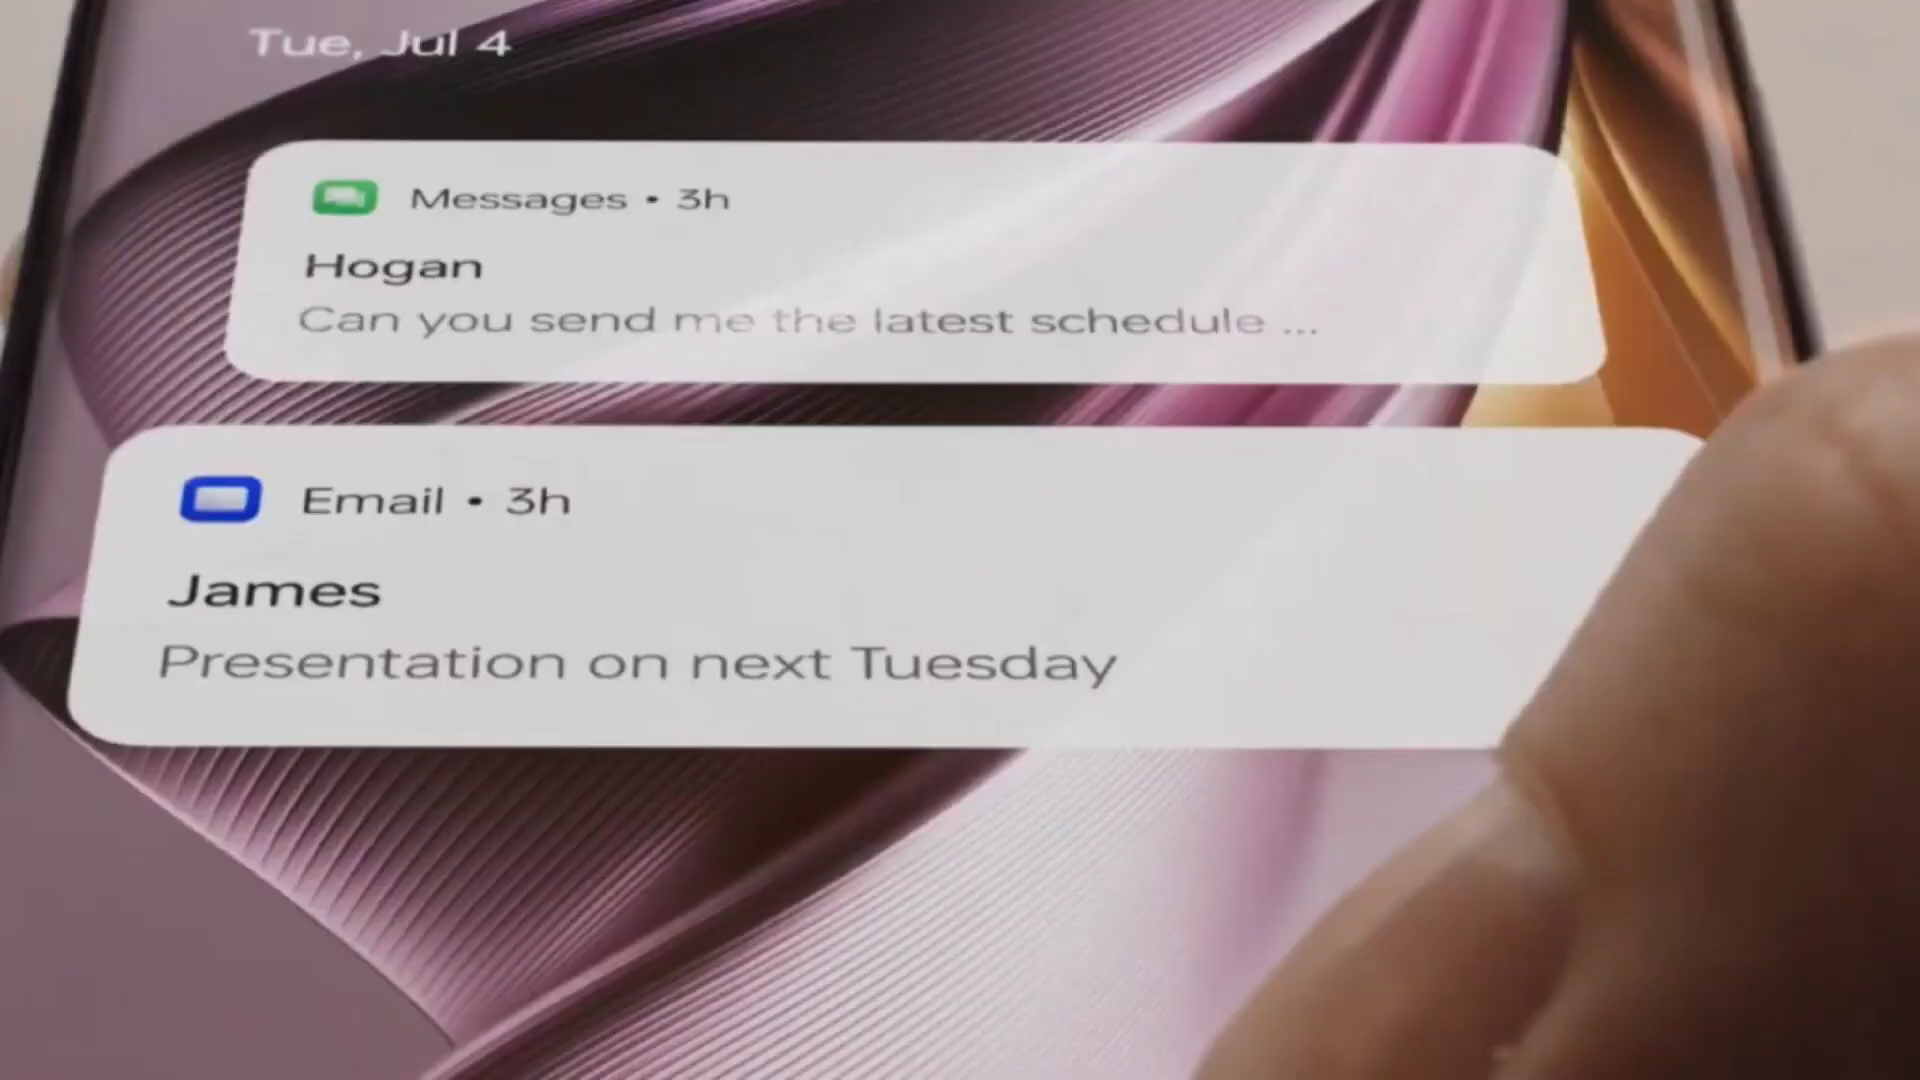 Tue, Jul 4
Messages • 3h
Hogan
Can you send me the latest schedule ...
Email • 3h
James
Presentation on next Tuesday